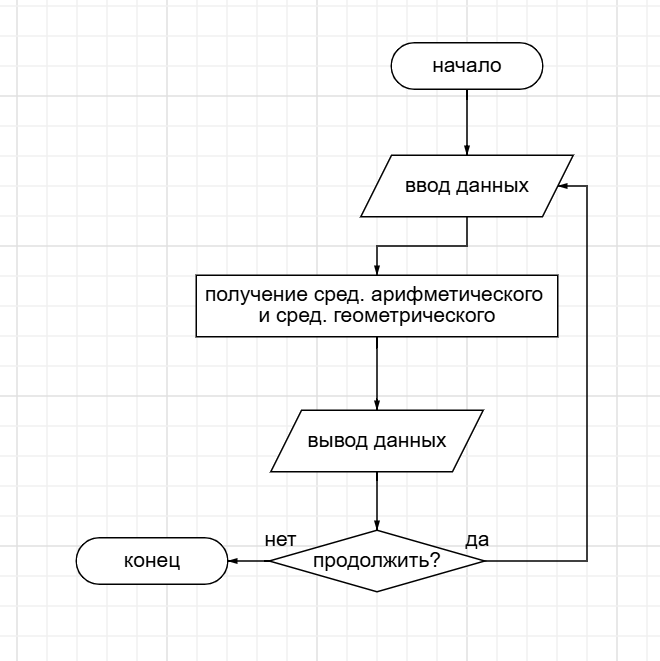 начало
ввод данных
получение сред. арифметического
и сред. геометрического
вывод данных
нет
да
продолжить?
конец